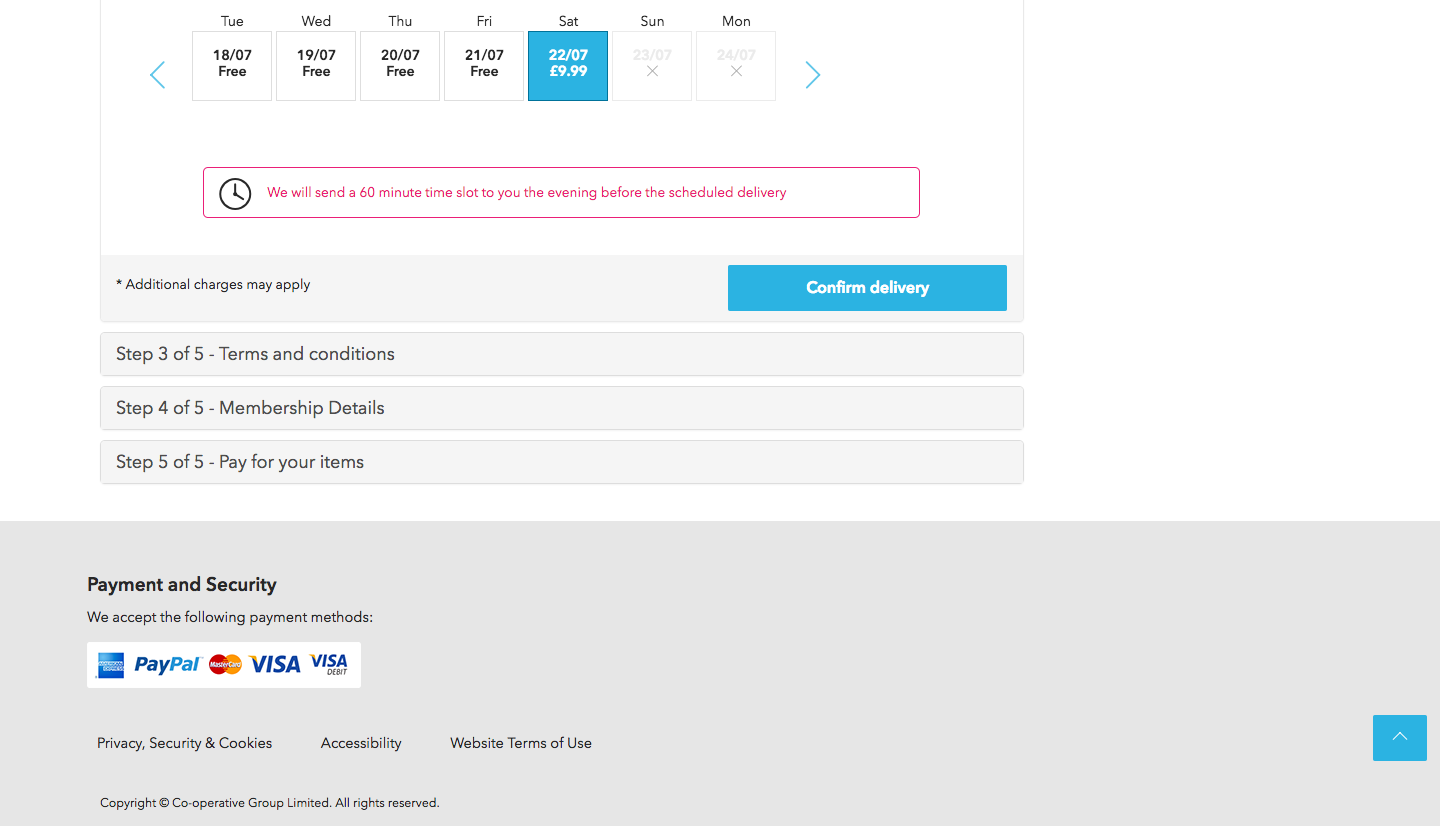 Tue Wed Thu Fri Sat Sun Mon
18/07 19/07 20/07 21/07 22/07 23/07 24/07
Free Free Free Free £9.99
We will send a 60 minute time slot to you the evening before the scheduled delivery
* Additional charges may apply
Confirm delivery
Step 3 of 5 - Terms and conditions
Step 4 of 5 - Membership Details
Step 5 of 5 - Pay for your items
Payment and Security
We accept the following payment methods:
AMERICAN EXPRESS PayPal MasterCard VISA VISA DEBIT
Privacy, Security & Cookies Accessibility Website Terms of Use
Copyright © Co-operative Group Limited. All rights reserved.